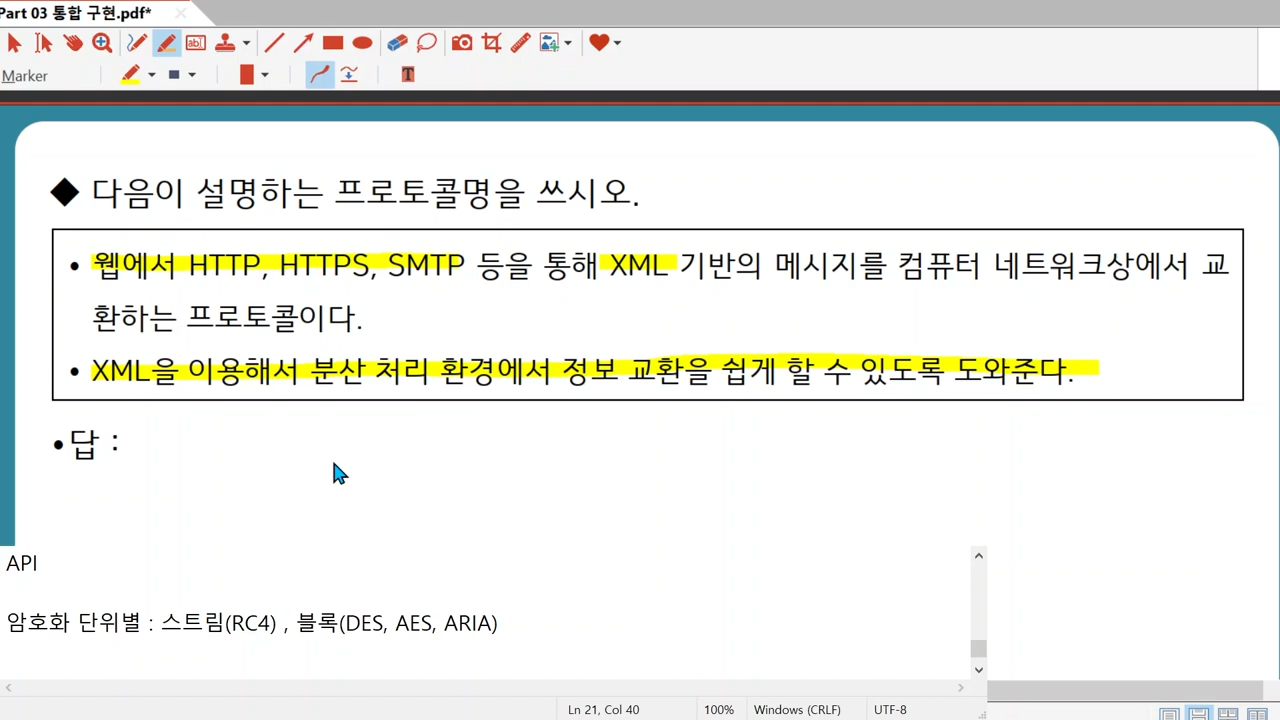 Part 03 통합 구현.pdf*
Marker
◆ 다음이 설명하는 프로토콜명을 쓰시오.
• 웹에서 HTTP, HTTPS, SMTP 등을 통해 XML 기반의 메시지를 컴퓨터 네트워크상에서 교
환하는 프로토콜이다.
• XML을 이용해서 분산 처리 환경에서 정보 교환을 쉽게 할 수 있도록 도와준다.
•답 :
API
암호화 단위별 : 스트림(RC4) , 블록(DES, AES, ARIA)
Ln 21, Col 40 100% Windows (CRLF) UTF-8